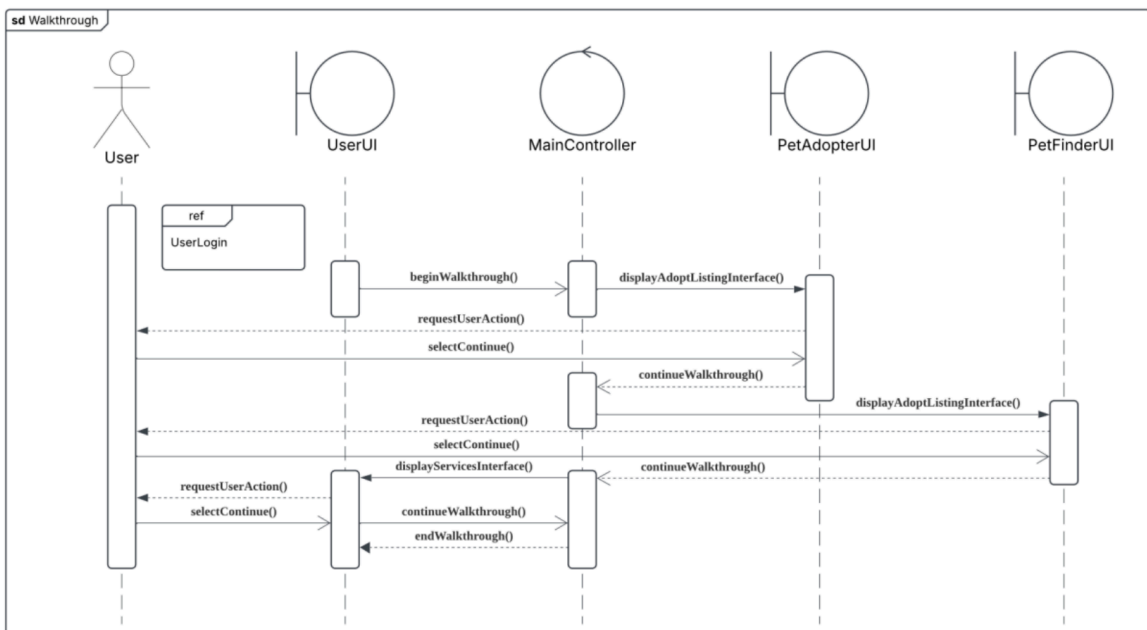 sd Walkthrough
User
UserUI
MainController
PetAdopterUI
PetFinderUI
ref
UserLogin
beginWalkthrough()
displayAdoptListingInterface()
requestUserAction()
selectContinue()
continueWalkthrough()
displayAdoptListingInterface()
requestUserAction()
selectContinue()
displayServicesInterface()
continueWalkthrough()
requestUserAction()
selectContinue()
continueWalkthrough()
endWalkthrough()